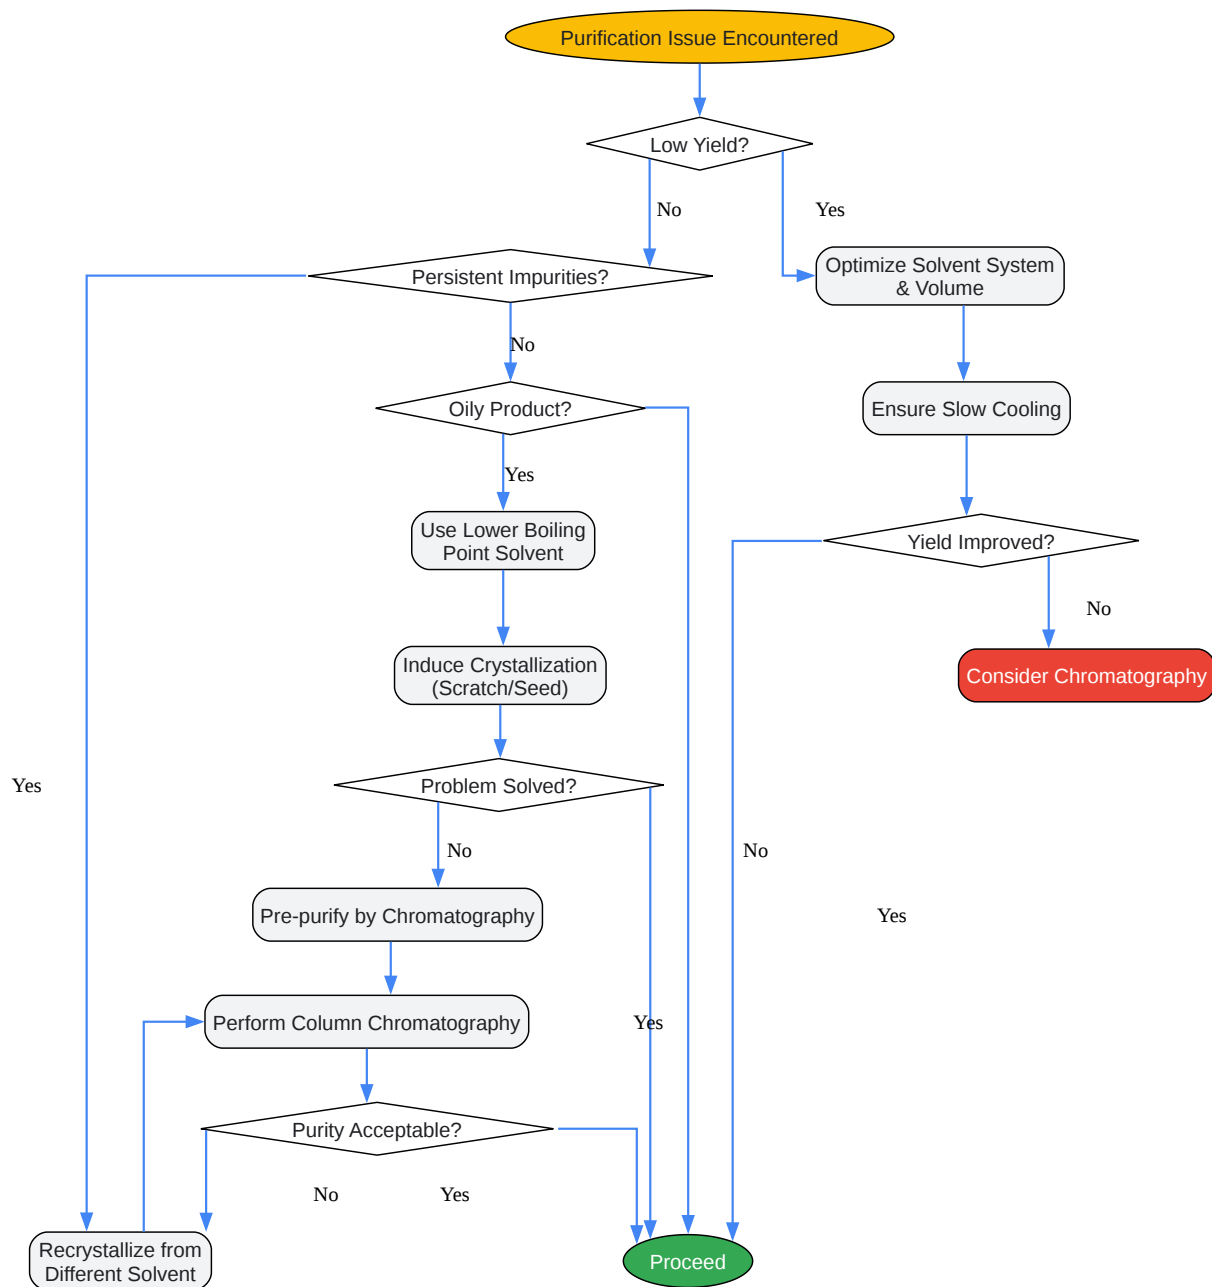 Purification Issue Encountered
Low Yield?
No
Yes
Persistent Impurities?
Optimize Solvent System
& Volume
No
Oily Product?
Ensure Slow Cooling
Yes
Use Lower Boiling
Point Solvent
Yield Improved?
No
Induce Crystallization
(Scratch/Seed)
Consider Chromatography
Yes
Problem Solved?
No
No
Pre-purify by Chromatography
Yes
Perform Column Chromatography
Yes
Purity Acceptable?
No
Yes
Recrystallize from
Different Solvent
Proceed